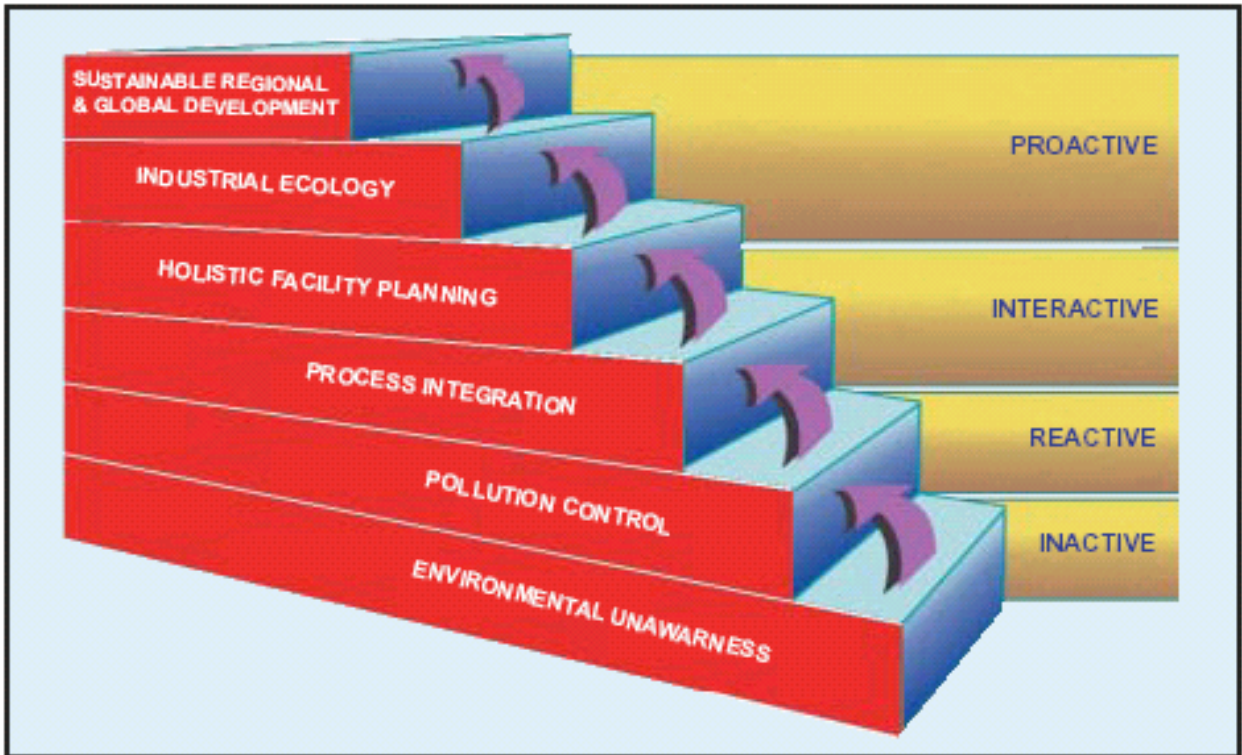 SUSTAINABLE REGIONAL
& GLOBAL DEVELOPMENT
INDUSTRIAL ECOLOGY
HOLISTIC FACILITY PLANNING
PROCESS INTEGRATION
POLLUTION CONTROL
ENVIRONMENTAL UNAWARNESS
PROACTIVE
INTERACTIVE
REACTIVE
INACTIVE